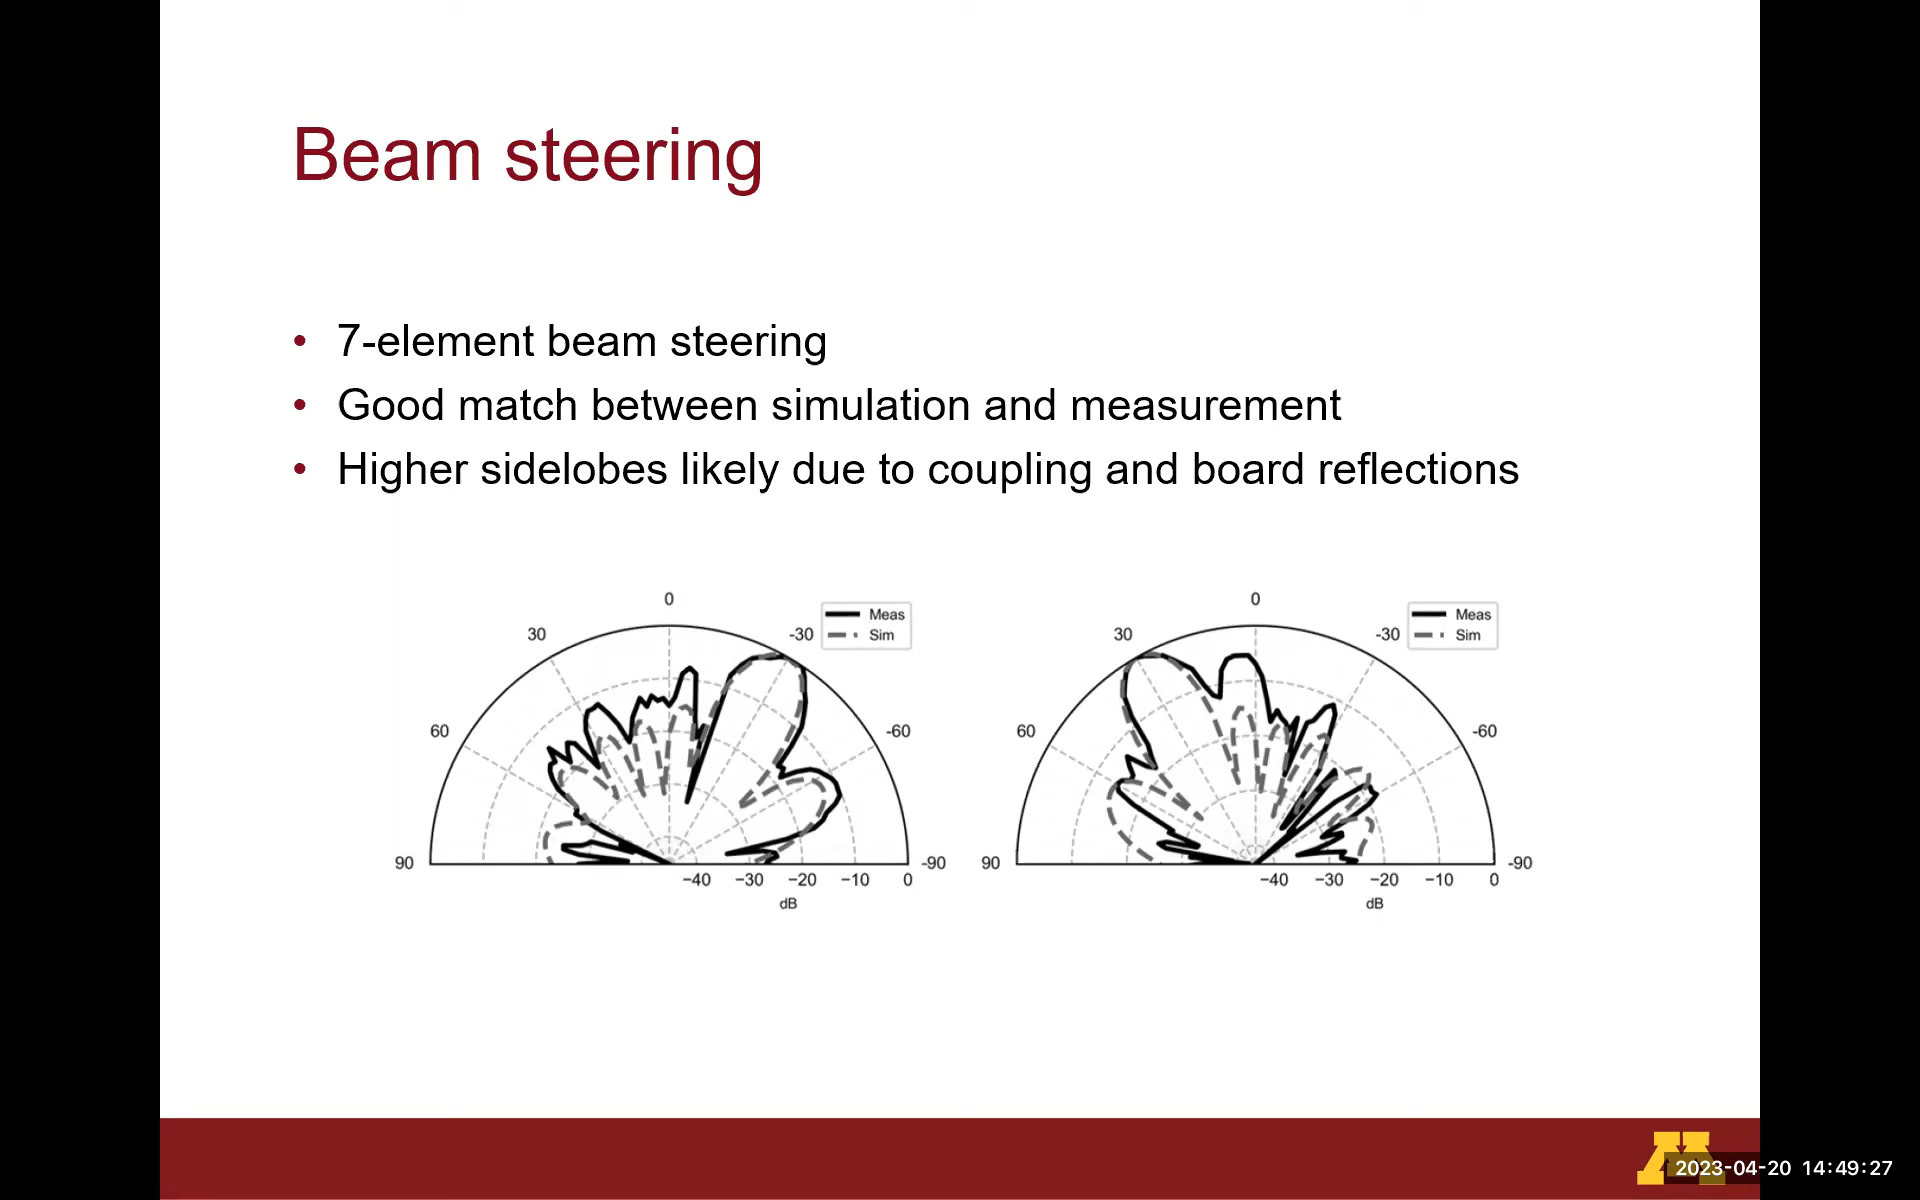 Beam steering
• 7-element beam steering
• Good match between simulation and measurement
• Higher sidelobes likely due to coupling and board reflections
0
30
-30
60
-60
90
-90
Meas
Sim
−40 −30 −20 −10 0
dB
0
30
-30
60
-60
90
-90
Meas
Sim
−40 −30 −20 −10 0
dB
M
2023-04-20 14:49:27